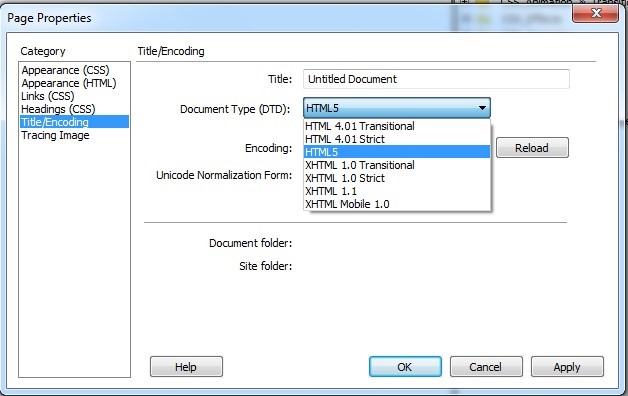 Page Properties
Category
Appearance (CSS)
Appearance (HTML)
Links (CSS)
Headings (CSS)
Title/Encoding
Tracing Image
Title/Encoding
Title: Untitled Document
Document Type (DTD): HTML5
HTML 4.01 Transitional
HTML 4.01 Strict
HTML5
XHTML 1.0 Transitional
XHTML 1.0 Strict
XHTML 1.1
XHTML Mobile 1.0
Encoding:
Reload
Unicode Normalization Form:
Document folder:
Site folder:
Help
OK
Cancel
Apply